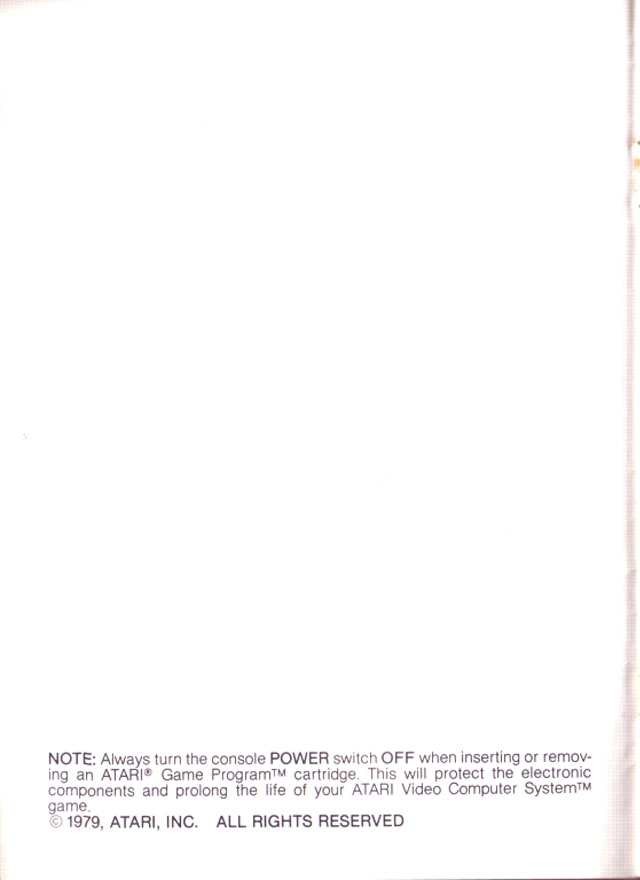 NOTE: Always turn the console POWER switch OFF when inserting or remov-
ing an ATARI® Game Program™ cartridge. This will protect the electronic
components and prolong the life of your ATARI Video Computer System™
game.
© 1979, ATARI, INC. ALL RIGHTS RESERVED